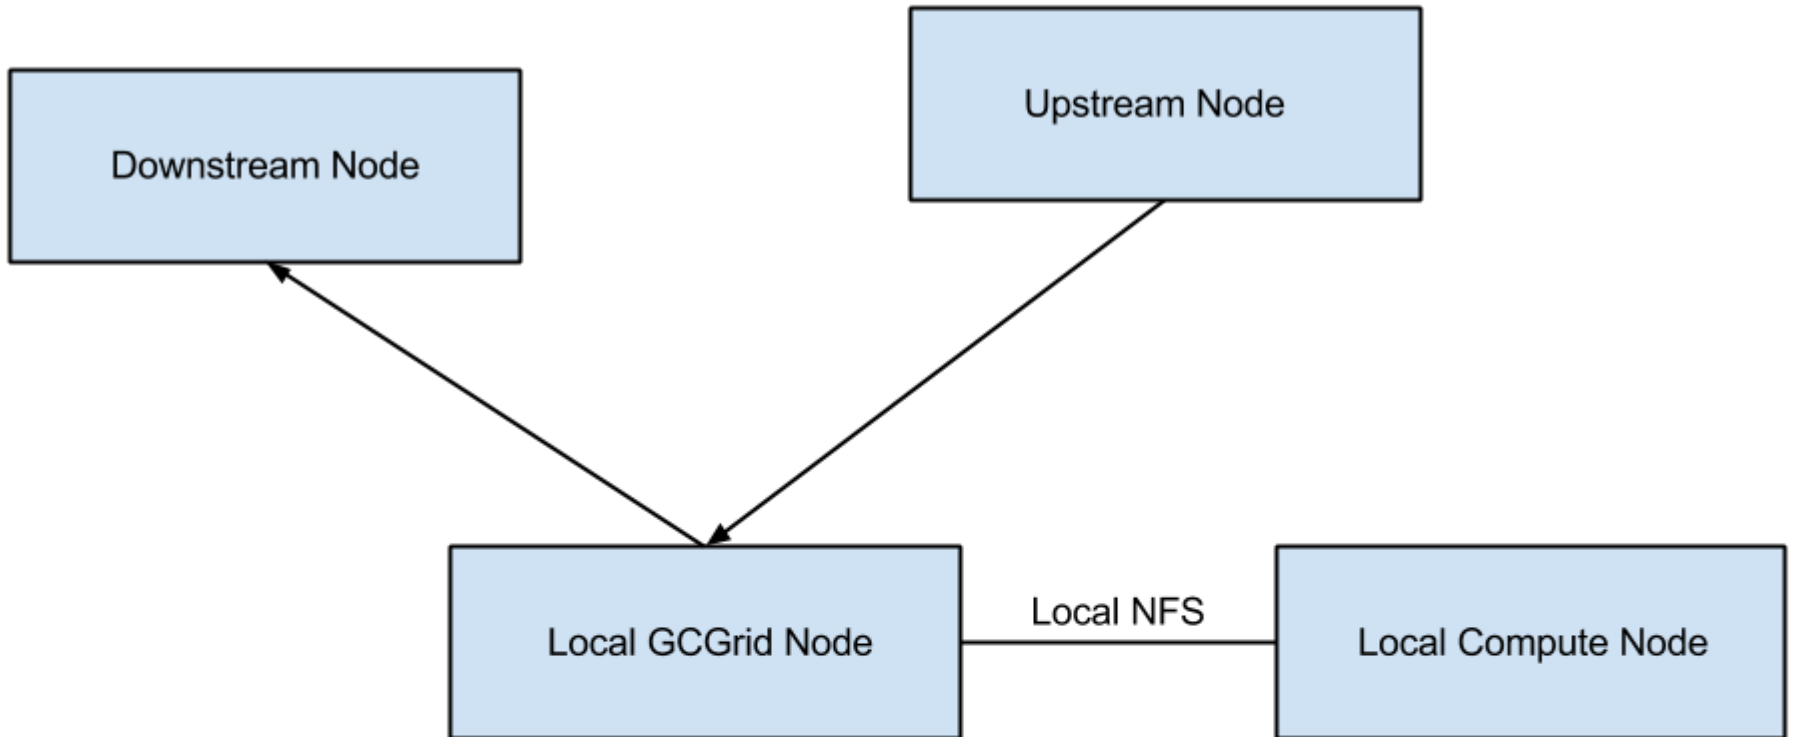 Upstream Node
Downstream Node
Local NFS
Local GCGrid Node
Local Compute Node